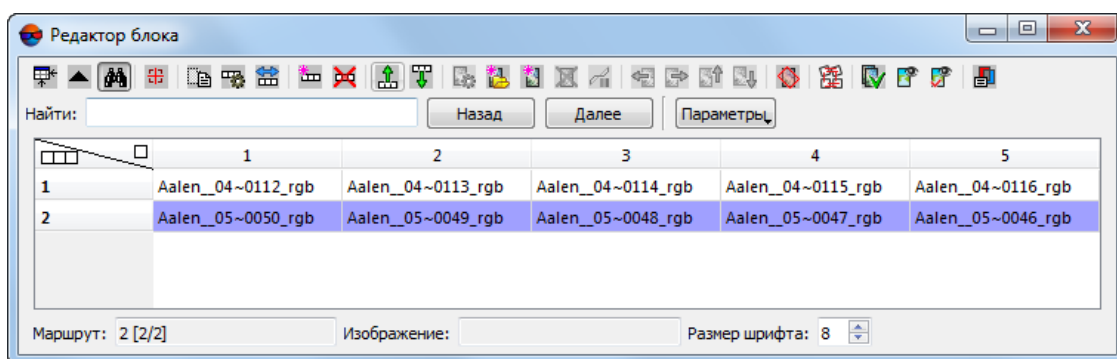 Редактор блока
Найти: Назад Далее Параметры
1 2 3 4 5
1 Aalen__04~0112_rgb Aalen__04~0113_rgb Aalen__04~0114_rgb Aalen__04~0115_rgb Aalen__04~0116_rgb
2 Aalen__05~0050_rgb Aalen__05~0049_rgb Aalen__05~0048_rgb Aalen__05~0047_rgb Aalen__05~0046_rgb
Маршрут: 2 [2/2] Изображение: Размер шрифта: 8